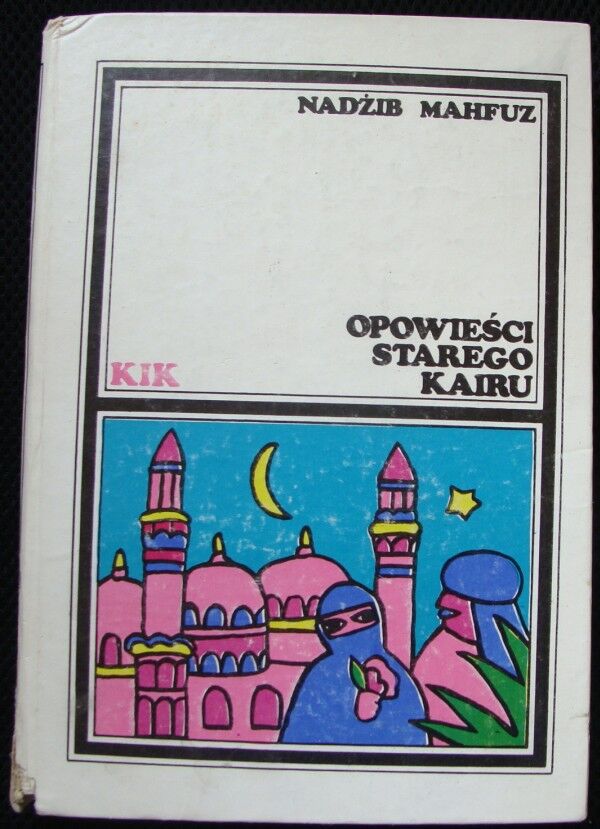 NADŻIB MAHFUZ
OPOWIEŚCI
STAREGO
KAIRU
KIK